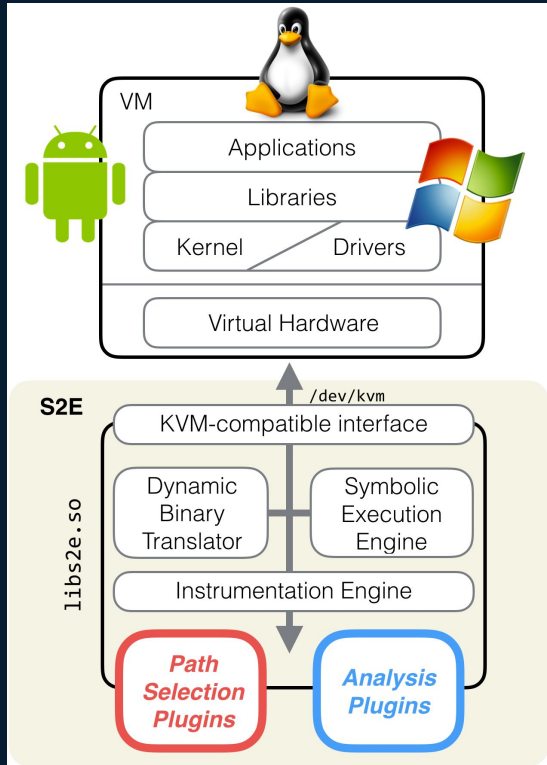 VM
Applications
Libraries
Kernel Drivers
Virtual Hardware
/dev/kvm
S2E
KVM-compatible interface
libs2e.so
Dynamic
Binary
Translator
Symbolic
Execution
Engine
Instrumentation Engine
Path
Selection
Plugins
Analysis
Plugins